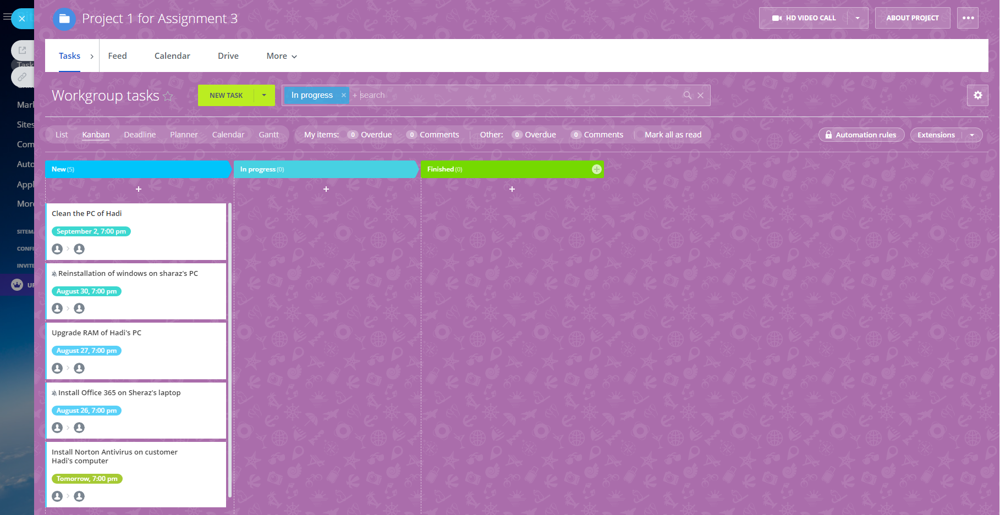 Project 1 for Assignment 3
HD VIDEO CALL
ABOUT PROJECT
Tasks
Feed
Calendar
Drive
More
Workgroup tasks
NEW TASK
In progress
+ search
List
Kanban
Deadline
Planner
Calendar
Gantt
My items:
0 Overdue
0 Comments
Other:
0 Overdue
0 Comments
Mark all as read
Automation rules
Extensions
Task
Mark
Sites
Com
Auto
Appl
More
SITEMA
CONFI
INVITE
UP
New (5)
In progress (0)
Finished (0)
Clean the PC of Hadi
September 2, 7:00 pm
Reinstallation of windows on sharaz's PC
August 30, 7:00 pm
Upgrade RAM of Hadi's PC
August 27, 7:00 pm
Install Office 365 on Sheraz's laptop
August 26, 7:00 pm
Install Norton Antivirus on customer
Hadi's computer
Tomorrow, 7:00 pm